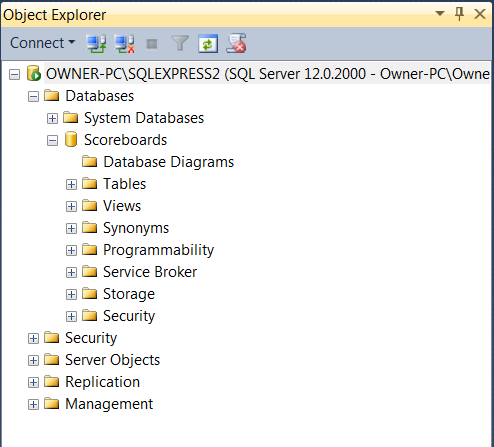 Object Explorer
Connect
OWNER-PC\SQLEXPRESS2 (SQL Server 12.0.2000 - Owner-PC\Owne
Databases
System Databases
Scoreboards
Database Diagrams
Tables
Views
Synonyms
Programmability
Service Broker
Storage
Security
Security
Server Objects
Replication
Management